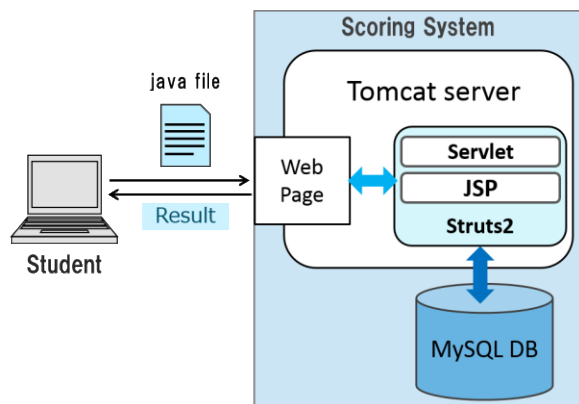 Scoring System
java file
Tomcat server
Web
Page
Servlet
JSP
Struts2
Result
Student
MySQL DB